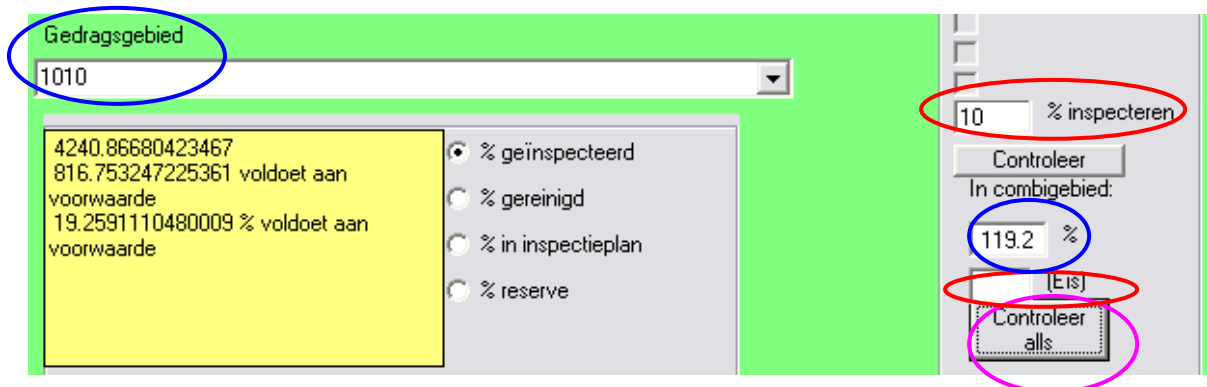 Gedragsgebied
1010
4240.86680423467
816.753247225361 voldoet aan
voorwaarde
19.2591110480009 % voldoet aan
voorwaarde
% geïnspecteerd
% gereinigd
% in inspectieplan
% reserve
10 % inspecteren
Controleer
In combigebied:
119.2 %
(Eis)
Controleer
alls